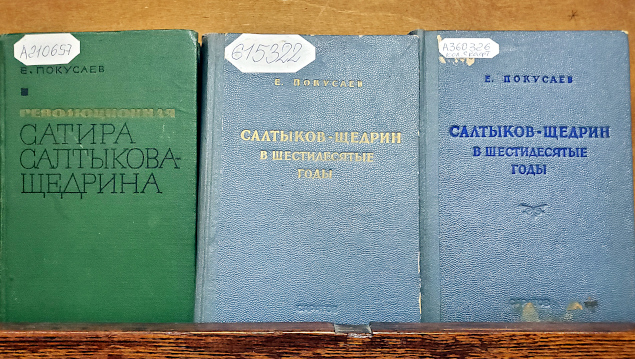 А210657
Е. ПОКУСАЕВ
РЕВОЛЮЦИОННАЯ
САТИРА
САЛТЫКОВА-
ЩЕДРИНА
615322
Е. ПОКУСАЕВ
САЛТЫКОВ-ЩЕДРИН
В ШЕСТИДЕСЯТЫЕ
ГОДЫ
А360326
Е. ПОКУСАЕВ
САЛТЫКОВ-ЩЕДРИН
В ШЕСТИДЕСЯТЫЕ
ГОДЫ